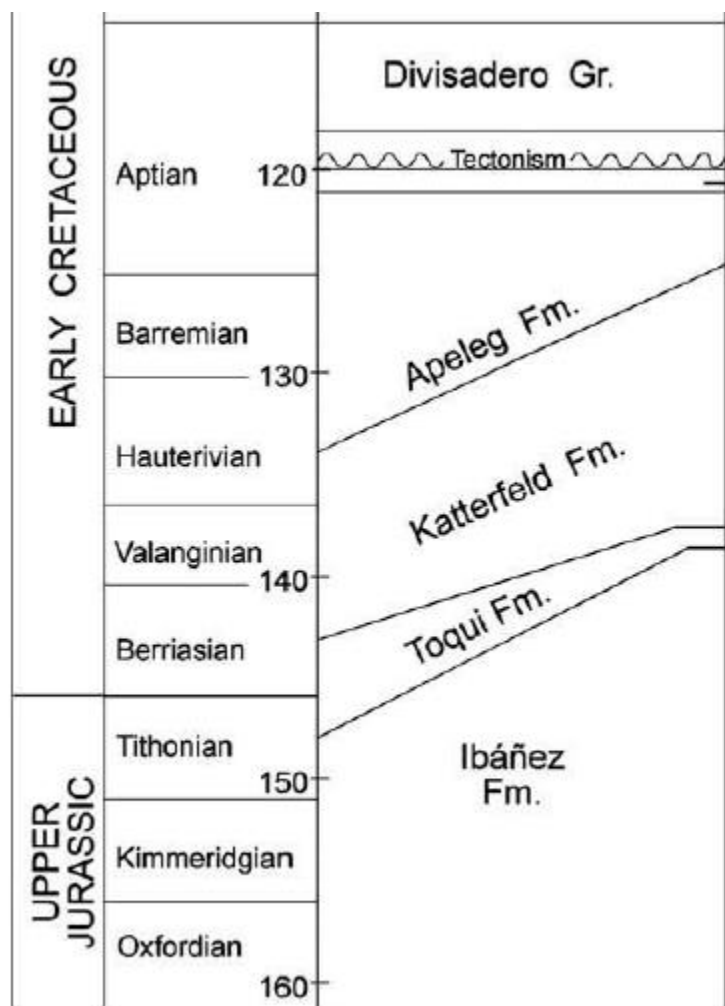 EARLY CRETACEOUS
UPPER
JURASSIC
Aptian
Barremian
Hauterivian
Valanginian
Berriasian
Tithonian
Kimmeridgian
Oxfordian
120
130
140
150
160
Divisadero Gr.
Tectonism
Apeleg Fm.
Katterfeld Fm.
Toqui Fm.
Ibáñez
Fm.